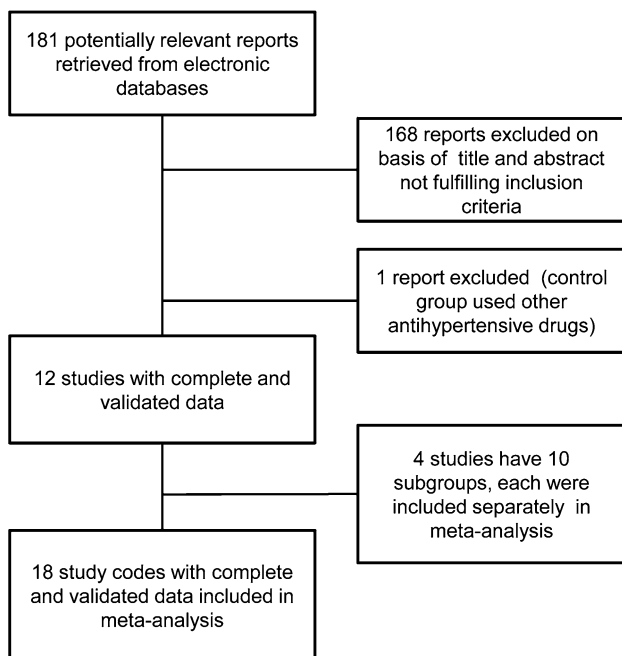 181 potentially relevant reports
retrieved from electronic
databases
168 reports excluded on
basis of title and abstract
not fulfilling inclusion
criteria
1 report excluded (control
group used other
antihypertensive drugs)
12 studies with complete and
validated data
4 studies have 10
subgroups, each were
included separately in
meta-analysis
18 study codes with complete
and validated data included in
meta-analysis